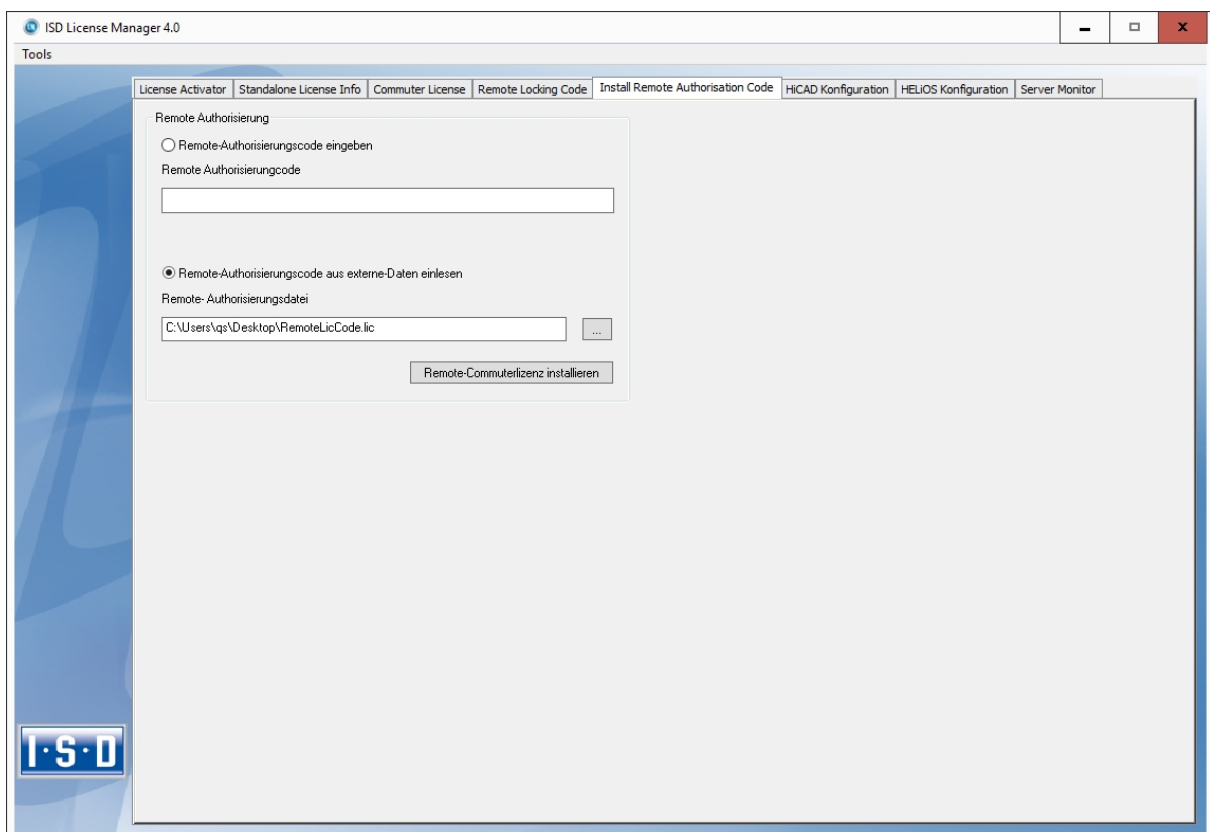 ISD License Manager 4.0
Tools
License Activator Standalone License Info Commuter License Remote Locking Code Install Remote Authorisation Code HiCAD Konfiguration HELiOS Konfiguration Server Monitor
Remote Authorisierung
Remote-Authorisierungscode eingeben
Remote Authorisierungcode
Remote-Authorisierungscode aus externe-Daten einlesen
Remote- Authorisierungsdatei
C:\Users\qs\Desktop\RemoteLicCode.lic
...
Remote-Commuterlizenz installieren
I·S·D